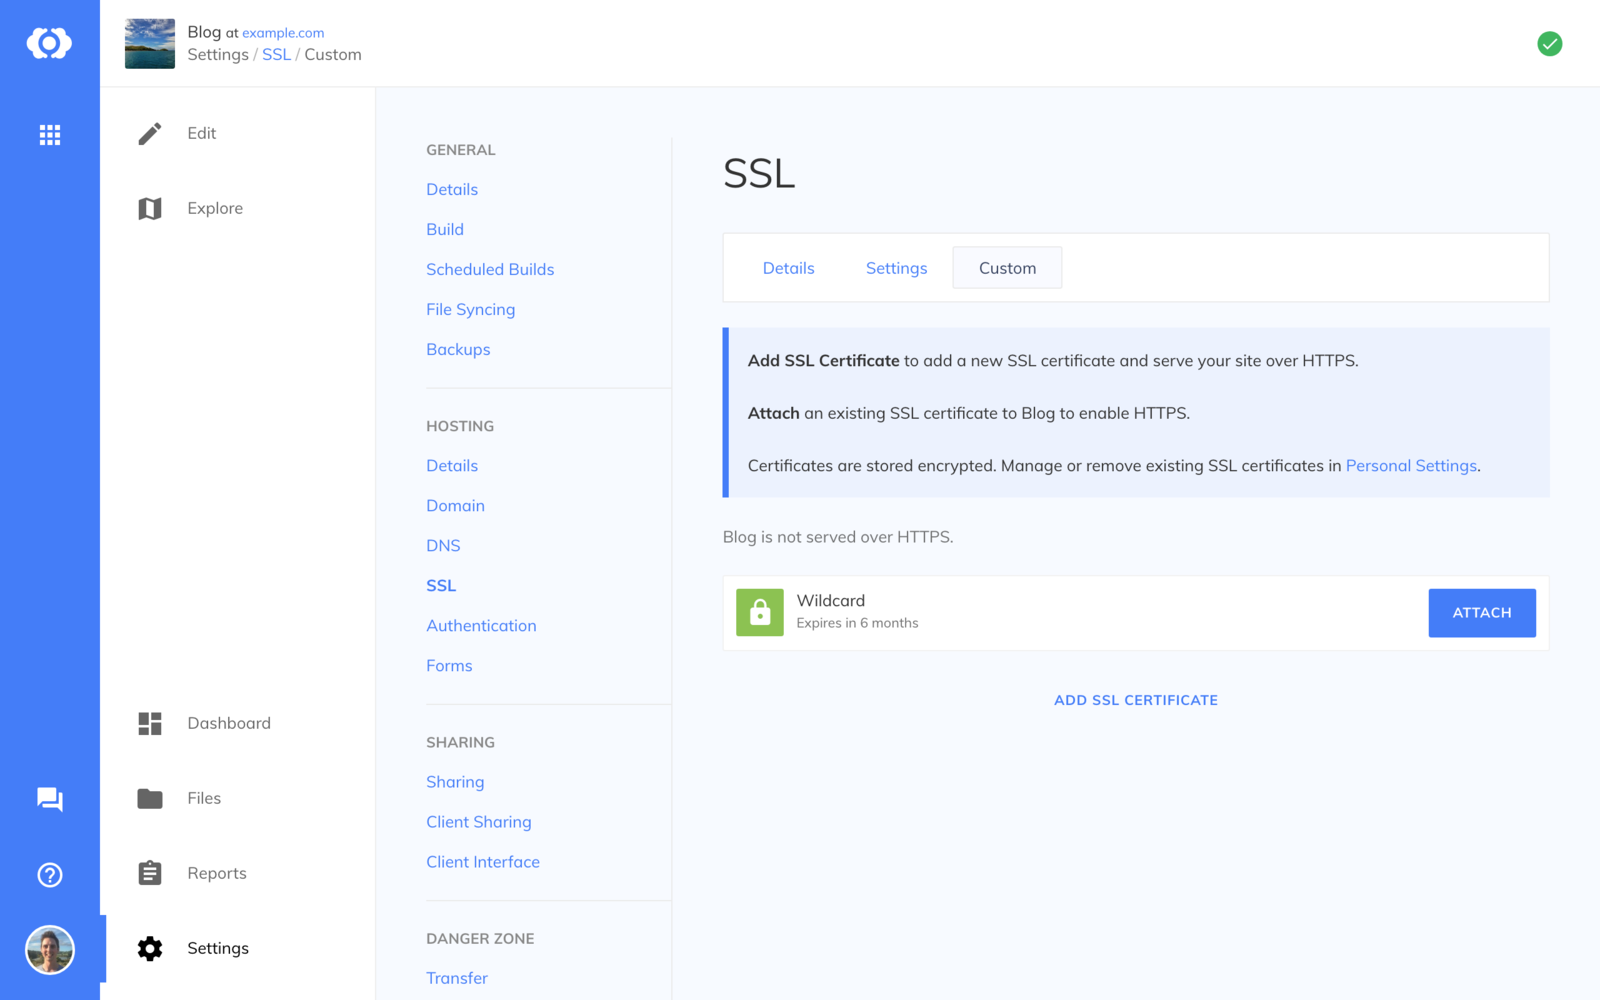 Blog at example.com
Settings / SSL / Custom
Edit
Explore
Dashboard
Files
Reports
Settings
GENERAL
Details
Build
Scheduled Builds
File Syncing
Backups
HOSTING
Details
Domain
DNS
SSL
Authentication
Forms
SHARING
Sharing
Client Sharing
Client Interface
DANGER ZONE
Transfer
SSL
Details Settings Custom
Add SSL Certificate to add a new SSL certificate and serve your site over HTTPS.
Attach an existing SSL certificate to Blog to enable HTTPS.
Certificates are stored encrypted. Manage or remove existing SSL certificates in Personal Settings.
Blog is not served over HTTPS.
Wildcard
Expires in 6 months
ATTACH
ADD SSL CERTIFICATE